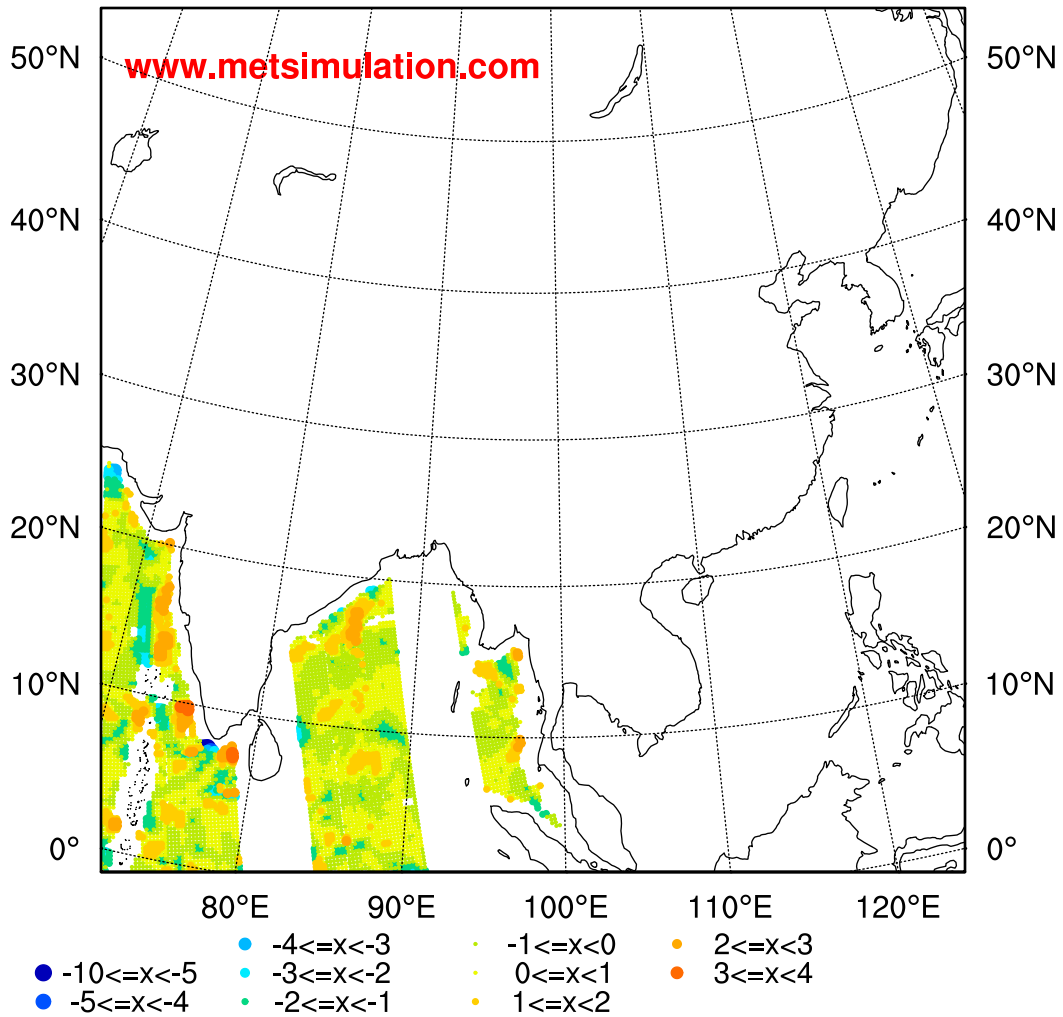 www.metsimulation.com
50°N 50°N
40°N 40°N
30°N 30°N
20°N 20°N
10°N 10°N
0° 0°
80°E 90°E 100°E 110°E 120°E
-4<=x<-3 -1<=x<0 2<=x<3
-10<=x<-5 -3<=x<-2 0<=x<1 3<=x<4
-5<=x<-4 -2<=x<-1 1<=x<2